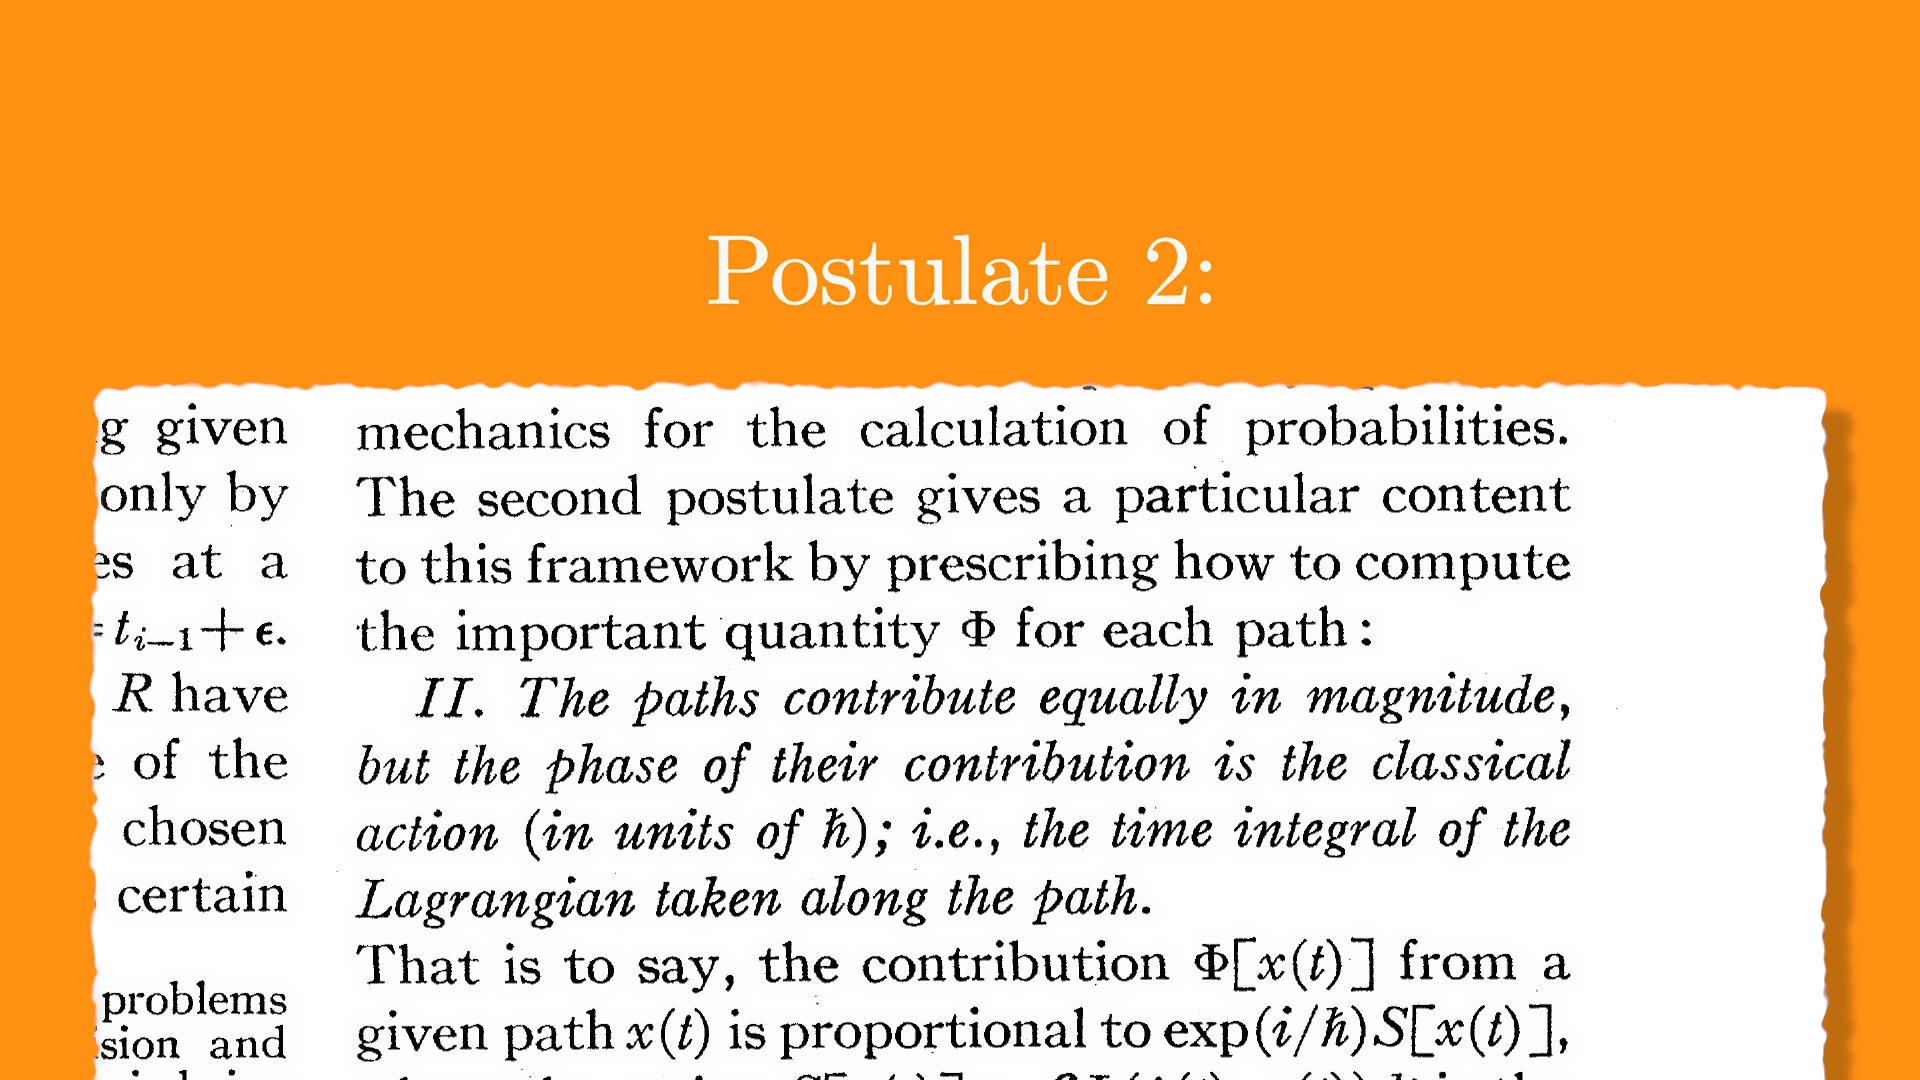 Postulate 2:
g given
only by
es at a
= t_{i−1}+ϵ.
R have
of the
chosen
certain
problems
sion and
mechanics for the calculation of probabilities.
The second postulate gives a particular content
to this framework by prescribing how to compute
the important quantity Φ for each path:
II. The paths contribute equally in magnitude,
but the phase of their contribution is the classical
action (in units of ℏ); i.e., the time integral of the
Lagrangian taken along the path.
That is to say, the contribution Φ[x(t)] from a
given path x(t) is proportional to exp(i/ℏ)S[x(t)],